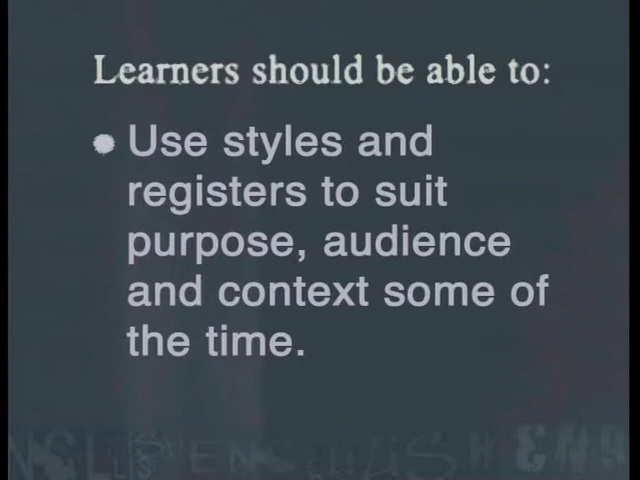 Learners should be able to:
Use styles and
registers to suit
purpose, audience
and context some of
the time.